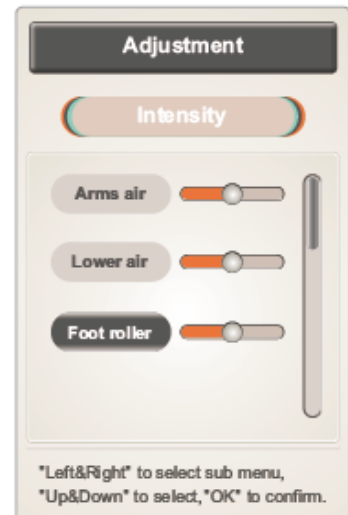 Adjustment
Intensity
Arms air
Lower air
Foot roller
"Left&Right" to select sub menu,
"Up&Down" to select,"OK" to confirm.